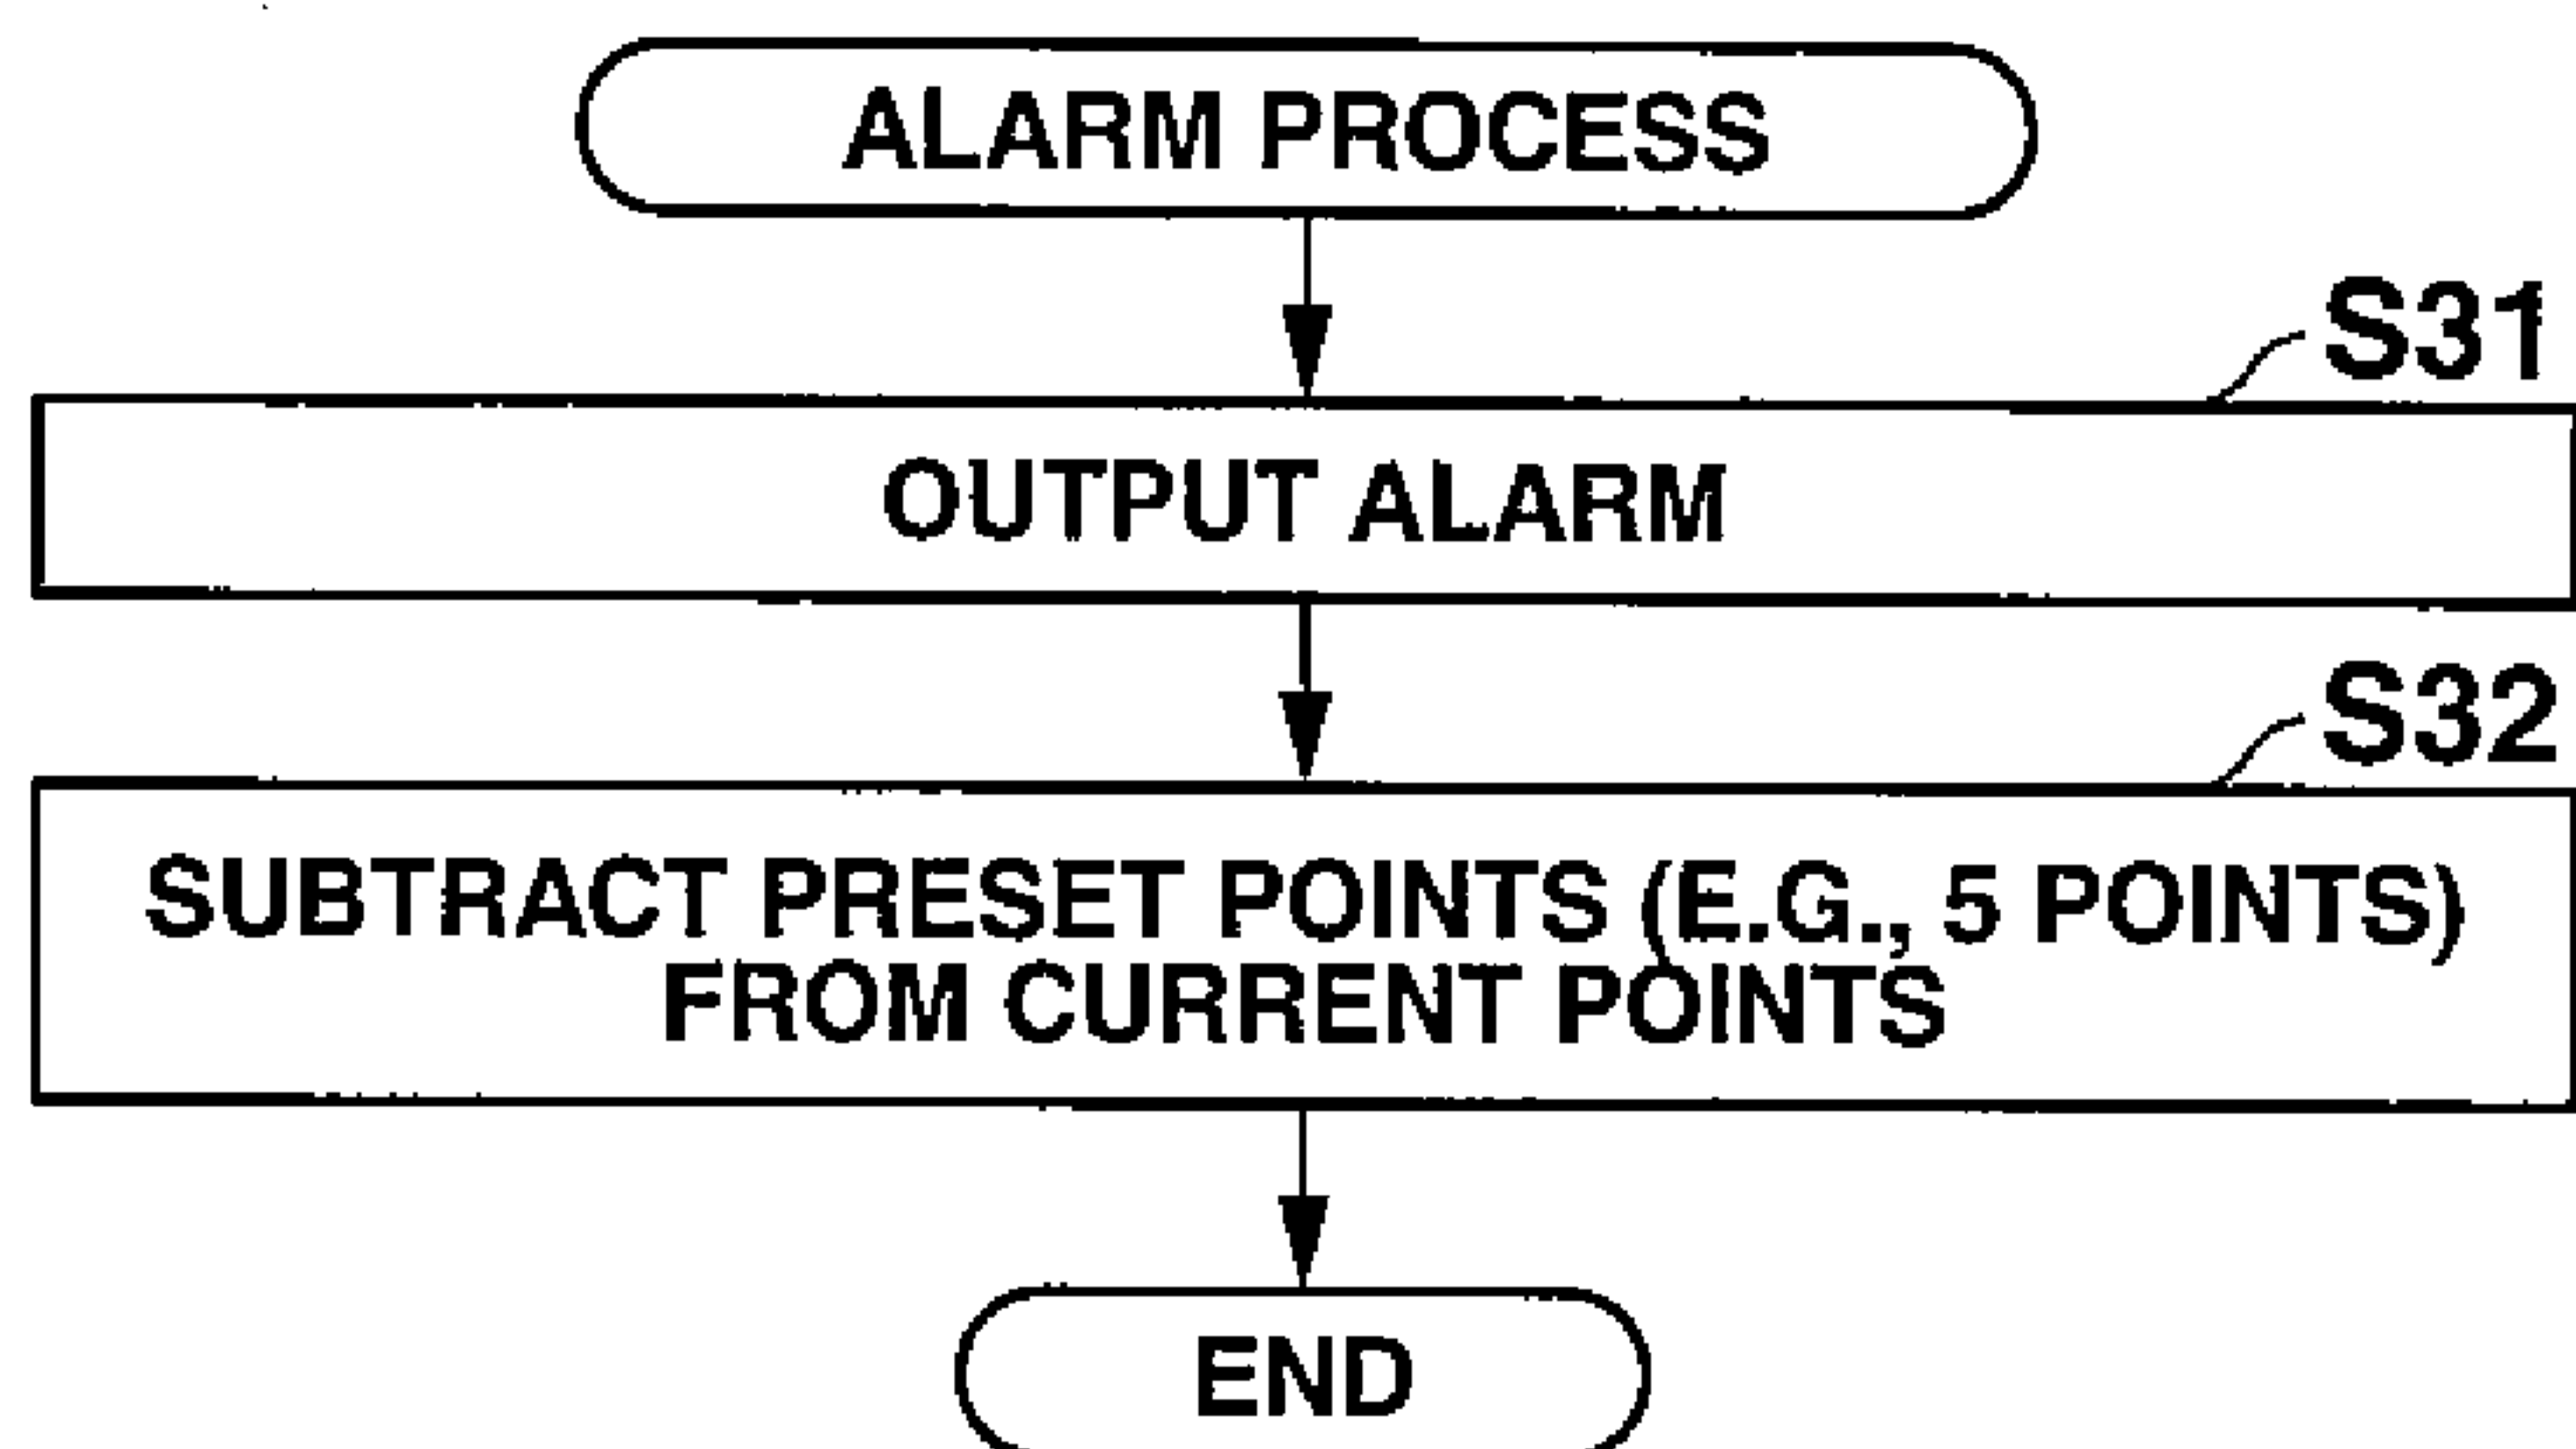 ALARM PROCESS
S31
OUTPUT ALARM
S32
SUBTRACT PRESET POINTS (E.G., 5 POINTS)
FROM CURRENT POINTS
END